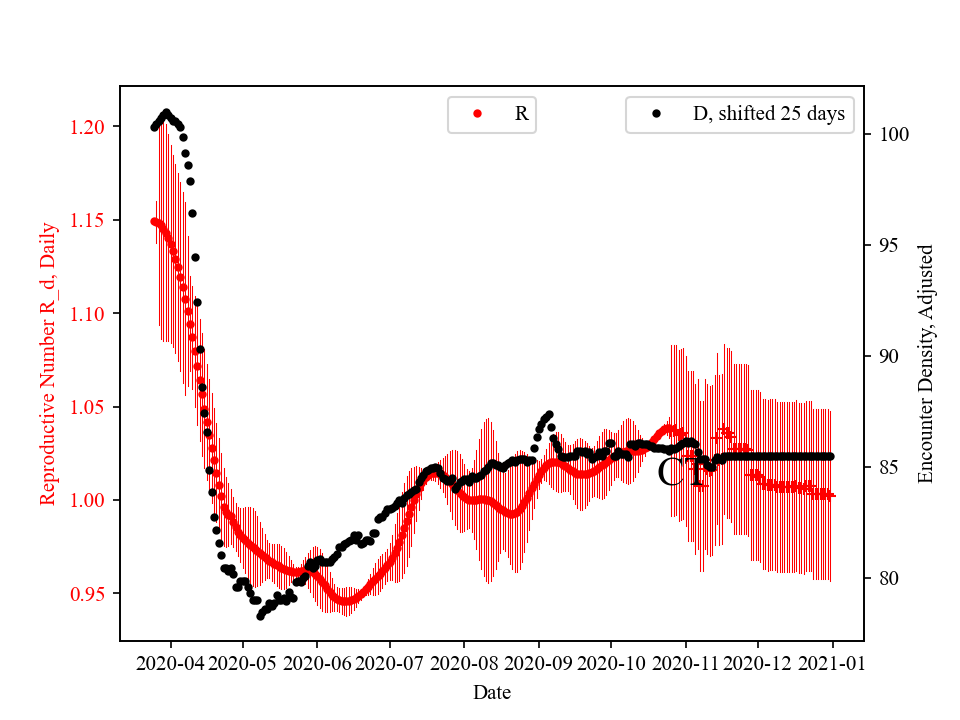 R
D, shifted 25 days
Reproductive Number R_d, Daily
1.20
1.15
1.10
1.05
1.00
0.95
100
95
90
85
80
Encounter Density, Adjusted
CT
2020-04 2020-05 2020-06 2020-07 2020-08 2020-09 2020-10 2020-11 2020-12 2021-01
Date